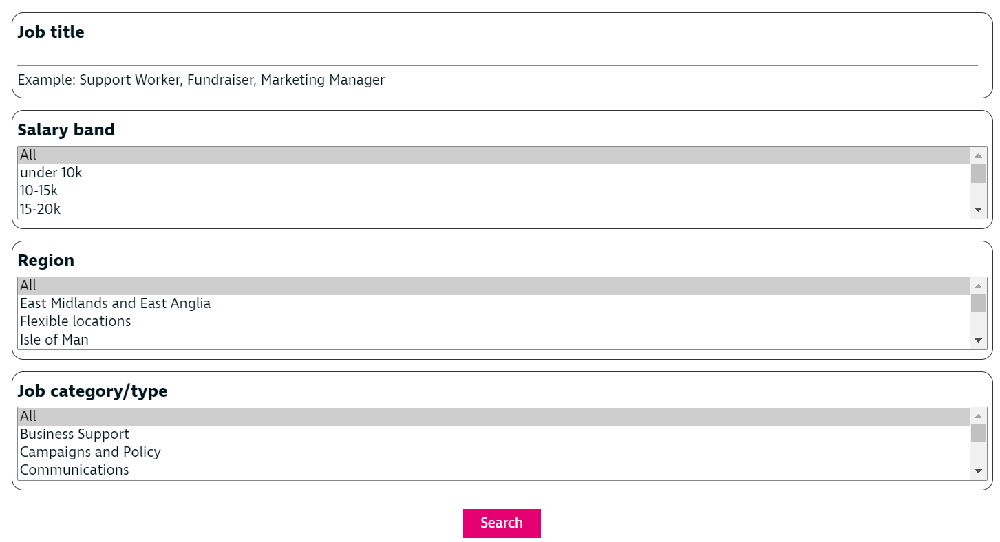 Job title
Example: Support Worker, Fundraiser, Marketing Manager
Salary band
All
under 10k
10-15k
15-20k
Region
All
East Midlands and East Anglia
Flexible locations
Isle of Man
Job category/type
All
Business Support
Campaigns and Policy
Communications
Search